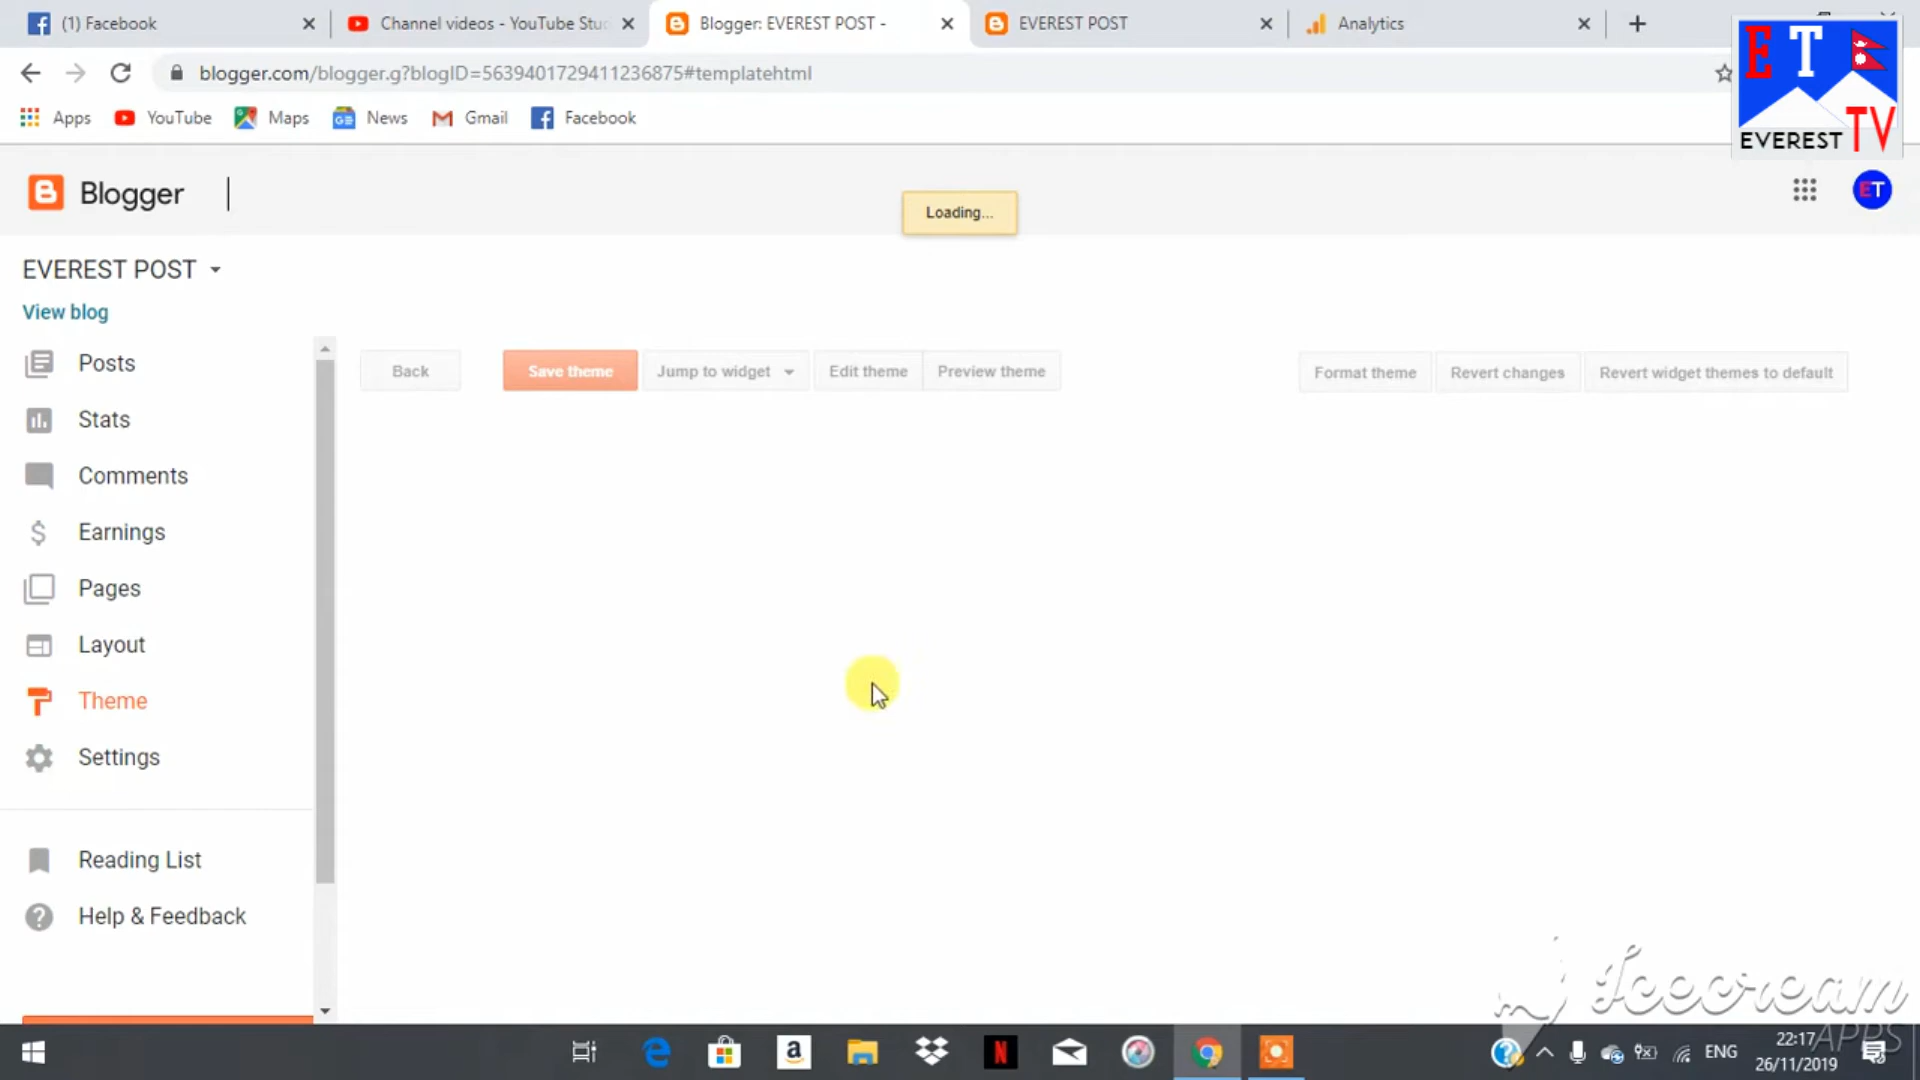 (1) Facebook
Channel videos - YouTube Stu
Blogger: EVEREST POST -
EVEREST POST
Analytics
blogger.com/blogger.g?blogID=5639401729411236875#templatehtml
Apps
YouTube
Maps
News
Gmail
Facebook
ET
EVEREST TV
Blogger
Loading...
ET
EVEREST POST
View blog
Posts
Stats
Comments
Earnings
Pages
Layout
Theme
Settings
Reading List
Help & Feedback
Back
Save theme
Jump to widget
Edit theme
Preview theme
Format theme
Revert changes
Revert widget themes to default
Icecream
APPS
ENG
22:17
26/11/2019